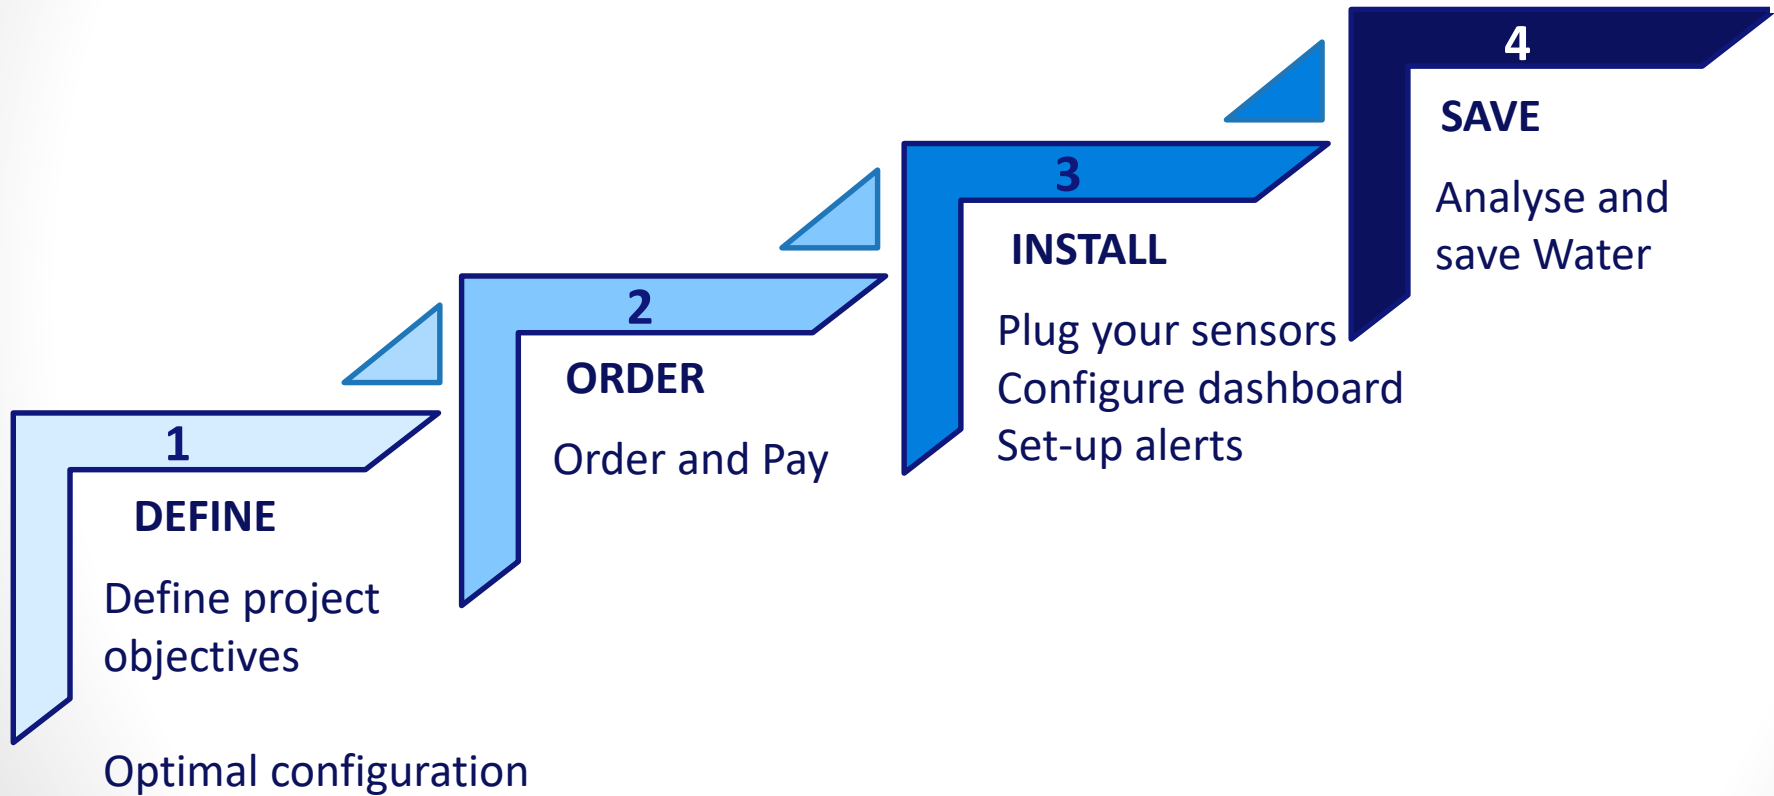 1
DEFINE
Define project
objectives
Optimal configuration
2
ORDER
Order and Pay
3
INSTALL
Plug your sensors
Configure dashboard
Set-up alerts
4
SAVE
Analyse and
save Water